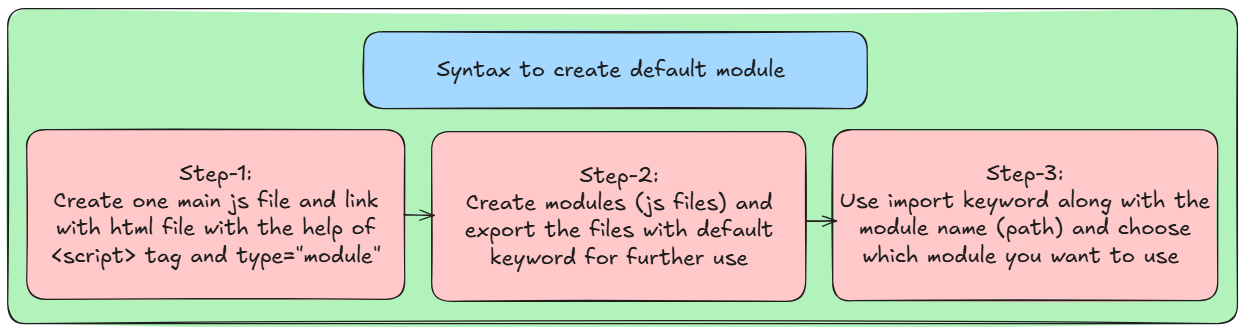 Syntax to create default module
Step-1:
Create one main js file and link
with html file with the help of
<script> tag and type="module"
Step-2:
Create modules (js files) and
export the files with default
keyword for further use
Step-3:
Use import keyword along with the
module name (path) and choose
which module you want to use